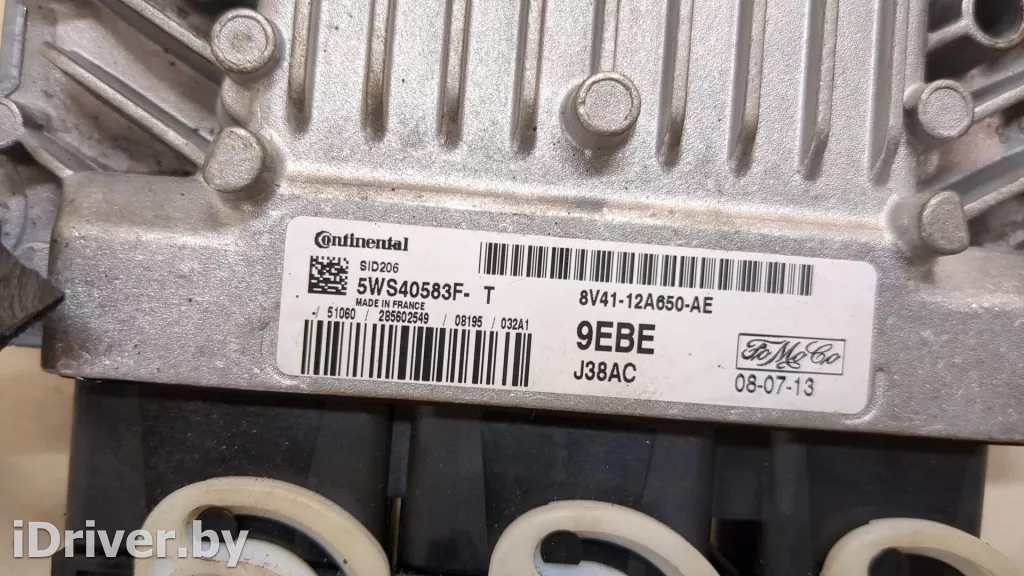 Continental
SID206
5WS40583F- T
MADE IN FRANCE
-/ 51060 / 285602549 / 08195 / 032A1
8V41-12A650-AE
9EBE
J38AC
FoMoCo
08-07-13
iDriver.by